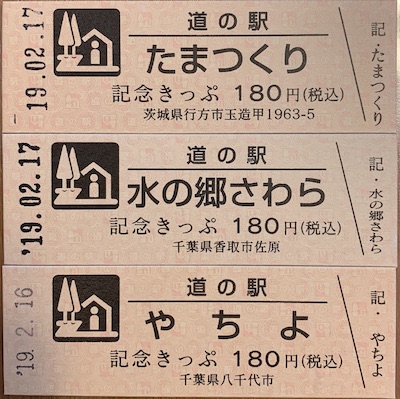 19.02.17
道の駅
たまつくり
記念きっぷ 180円(税込)
茨城県行方市玉造甲1963-5
記・たまつくり
'19.02.17
道の駅
水の郷さわら
記念きっぷ 180円(税込)
千葉県香取市佐原
記・水の郷さわら
'19.2.16
道の駅
やちよ
記念きっぷ 180円(税込)
千葉県八千代市
記・やちよ